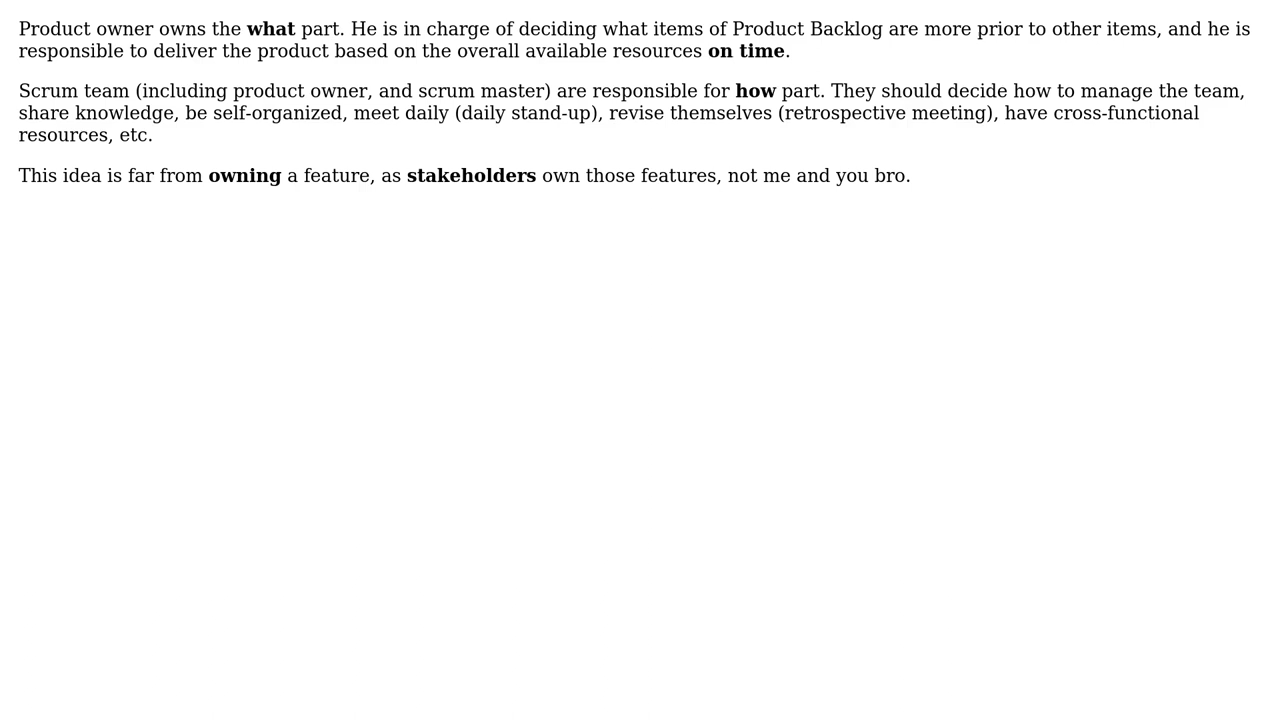 Product owner owns the what part. He is in charge of deciding what items of Product Backlog are more prior to other items, and he is
responsible to deliver the product based on the overall available resources on time.
Scrum team (including product owner, and scrum master) are responsible for how part. They should decide how to manage the team,
share knowledge, be self-organized, meet daily (daily stand-up), revise themselves (retrospective meeting), have cross-functional
resources, etc.
This idea is far from owning a feature, as stakeholders own those features, not me and you bro.